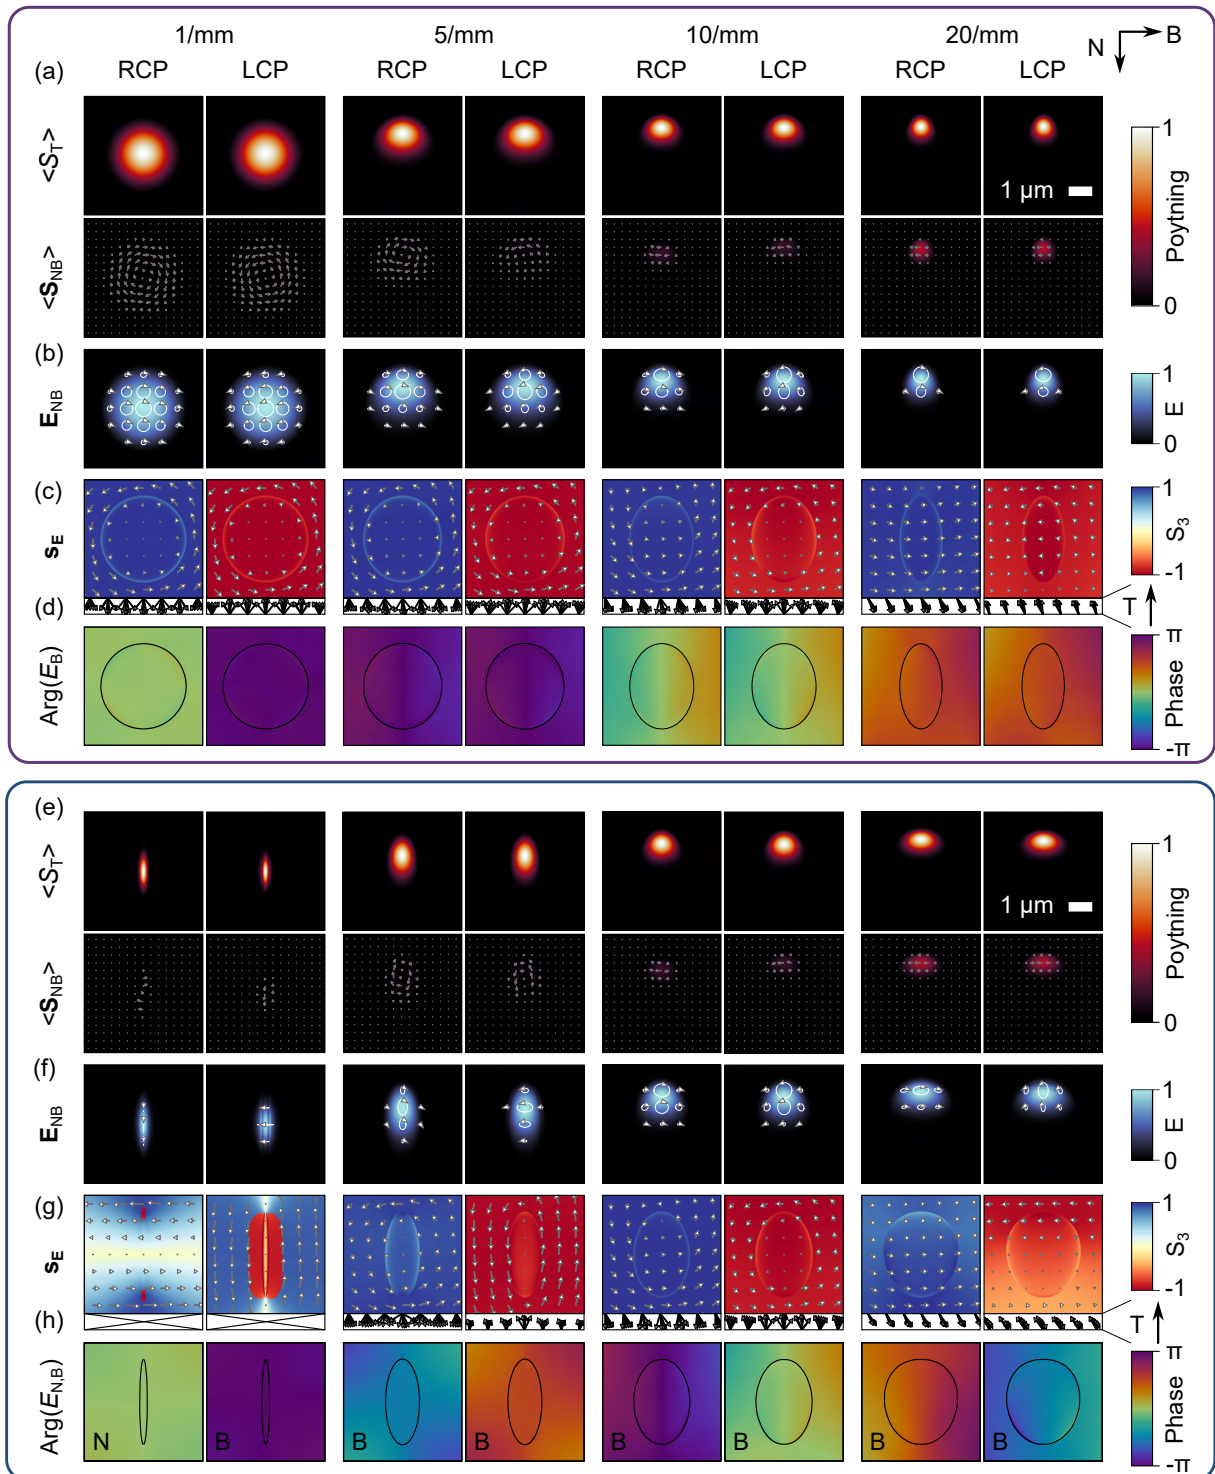 1/mm 5/mm 10/mm 20/mm N B
(a) RCP LCP RCP LCP RCP LCP RCP LCP
<S_T> 1 μm 1 Poytning 0
<S_NB>
(b) E_NB 1 E 0
(c) s_E 1 S_3 -1
(d) T
Arg(E_B) π Phase -π
(e)
<S_T> 1 μm 1 Poytning 0
<S_NB>
(f) E_NB 1 E 0
(g) s_E 1 S_3 -1
(h) T
Arg(E_N,B) N B B B B B B B π Phase -π